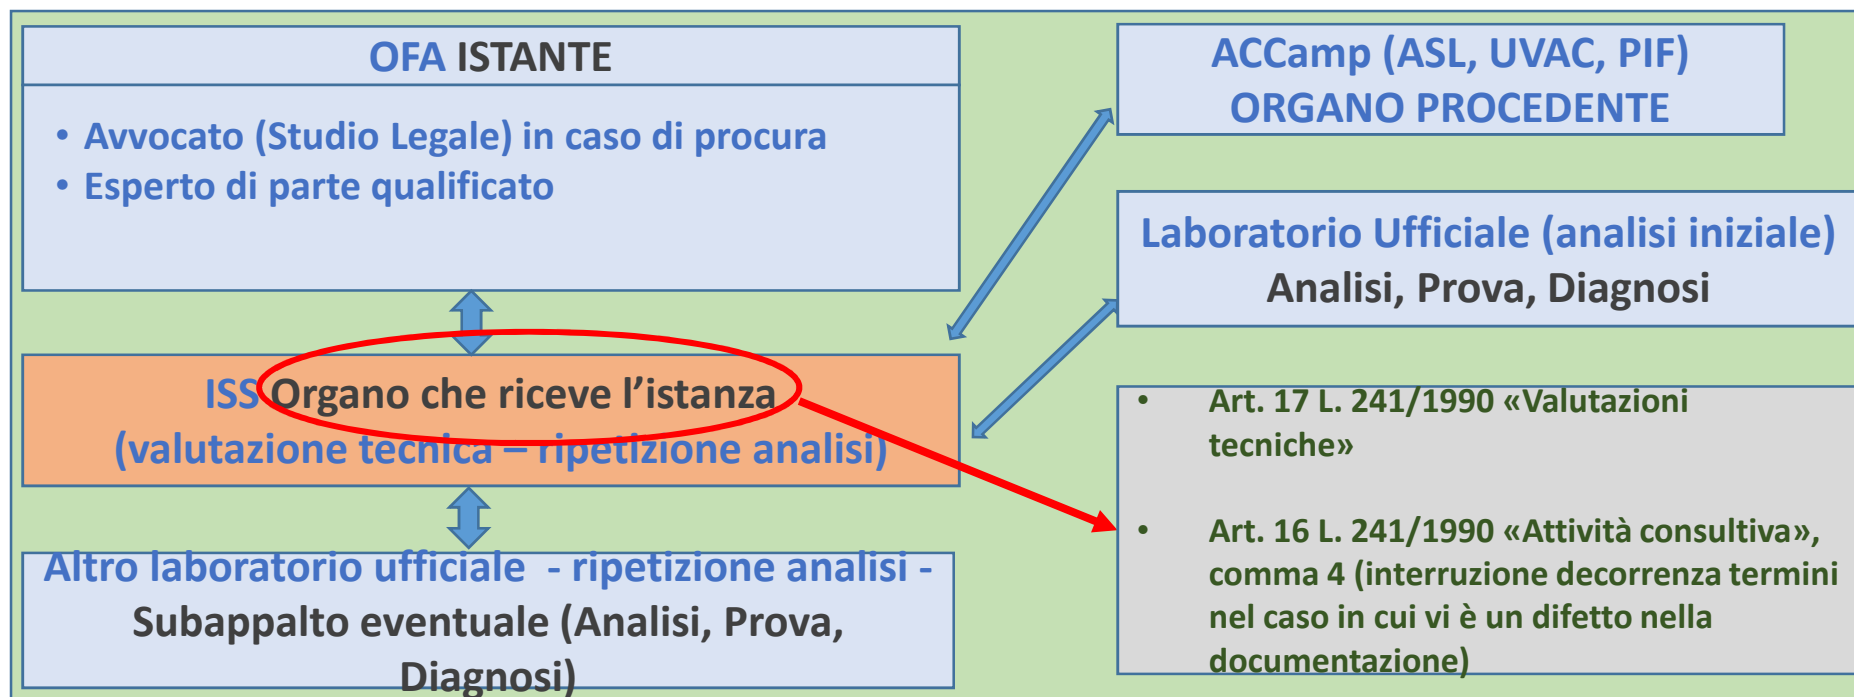 OFA ISTANTE
• Avvocato (Studio Legale) in caso di procura
• Esperto di parte qualificato
ISS Organo che riceve l’istanza
(valutazione tecnica – ripetizione analisi)
Altro laboratorio ufficiale - ripetizione analisi -
Subappalto eventuale (Analisi, Prova,
Diagnosi)
ACCamp (ASL, UVAC, PIF)
ORGANO PROCEDENTE
Laboratorio Ufficiale (analisi iniziale)
Analisi, Prova, Diagnosi
• Art. 17 L. 241/1990 «Valutazioni
tecniche»
• Art. 16 L. 241/1990 «Attività consultiva»,
comma 4 (interruzione decorrenza termini
nel caso in cui vi è un difetto nella
documentazione)